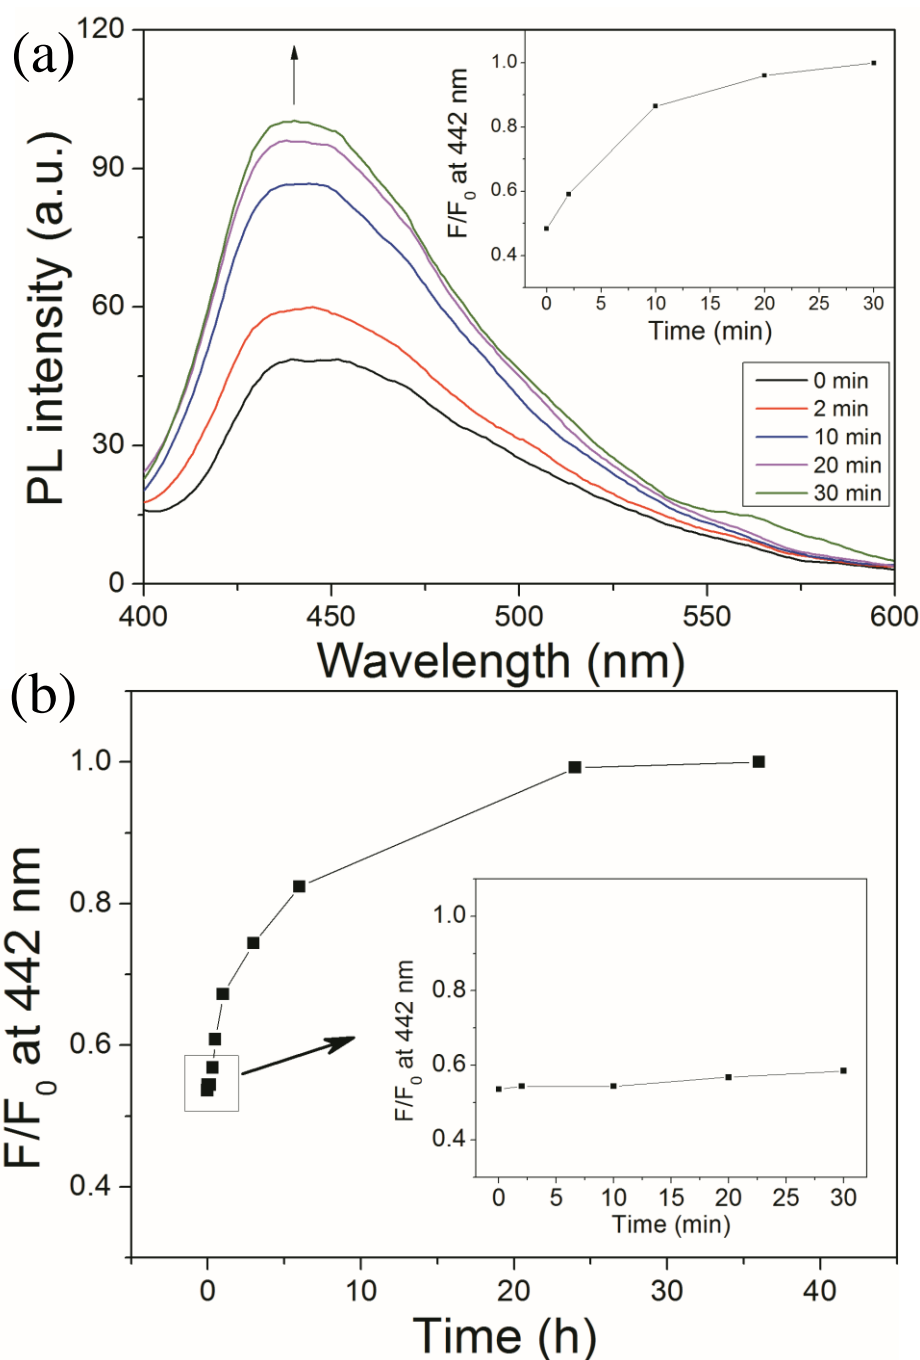 (a)
120
90
60
30
0
PL intensity (a.u.)
400 450 500 550 600
Wavelength (nm)
1.0
0.8
0.6
0.4
F/F0 at 442 nm
0 5 10 15 20 25 30
Time (min)
0 min
2 min
10 min
20 min
30 min
(b)
1.0
0.8
0.6
0.4
F/F0 at 442 nm
0 10 20 30 40
Time (h)
1.0
0.8
0.6
0.4
F/F0 at 442 nm
0 5 10 15 20 25 30
Time (min)